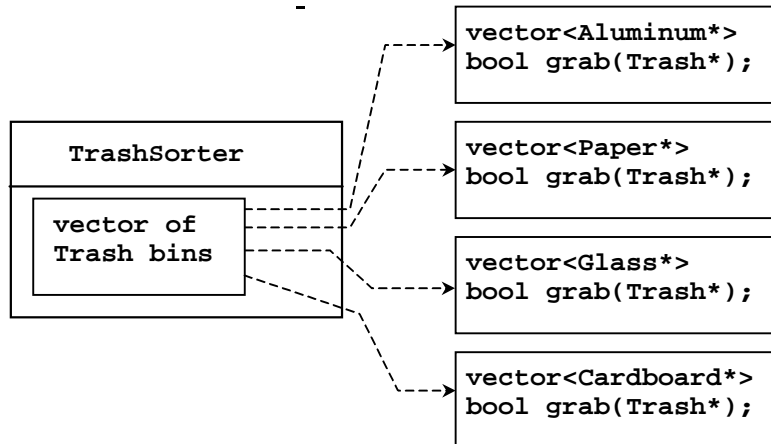 TrashSorter
vector of
Trash bins
vector<Aluminum*>
bool grab(Trash*);
vector<Paper*>
bool grab(Trash*);
vector<Glass*>
bool grab(Trash*);
vector<Cardboard*>
bool grab(Trash*);